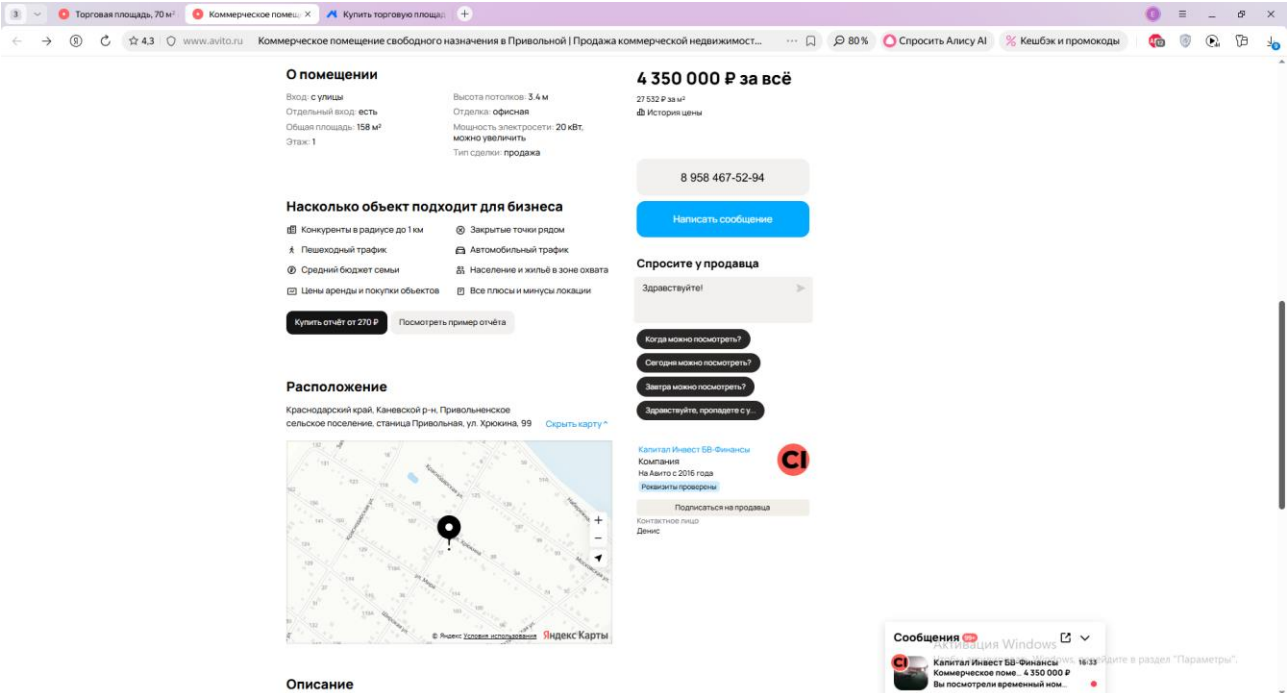 3
Торговая площадь, 70 м²
Коммерческое помещ
Купить торговую площад
4,3
www.avito.ru
Коммерческое помещение свободного назначения в Привольной | Продажа коммерческой недвижимост...
80 %
Спросить Алису AI
Кешбэк и промокоды
О помещении
Вход: с улицы
Отдельный вход: есть
Общая площадь: 158 м²
Этаж: 1
Высота потолков: 3.4 м
Отделка: офисная
Мощность электросети: 20 кВт,
можно увеличить
Тип сделки: продажа
4 350 000 ₽ за всё
27 532 ₽ за м²
История цены
8 958 467-52-94
Написать сообщение
Насколько объект подходит для бизнеса
Конкуренты в радиусе до 1 км
Закрытые точки рядом
Пешеходный трафик
Автомобильный трафик
Средний бюджет семьи
Население и жильё в зоне охвата
Цены аренды и покупки объектов
Все плюсы и минусы локации
Купить отчёт от 270 ₽
Посмотреть пример отчёта
Спросите у продавца
Здравствуйте!
Когда можно посмотреть?
Сегодня можно посмотреть?
Завтра можно посмотреть?
Здравствуйте, пропадете с у...
Расположение
Краснодарский край, Каневской р-н, Привольненское
сельское поселение, станица Привольная, ул. Хрюкина, 99
Скрыть карту
Капитал Инвест БВ-Финансы
Компания
На Авито с 2016 года
Реквизиты проверены
CI
Подписаться на продавца
Контактное лицо
Денис
© Яндекс Условия использования Яндекс Карты
Описание
Сообщения 99+
Активация Windows
Капитал Инвест БВ-Финансы 16:33
Коммерческое поме... 4 350 000 ₽
Вы посмотрели временный ном...